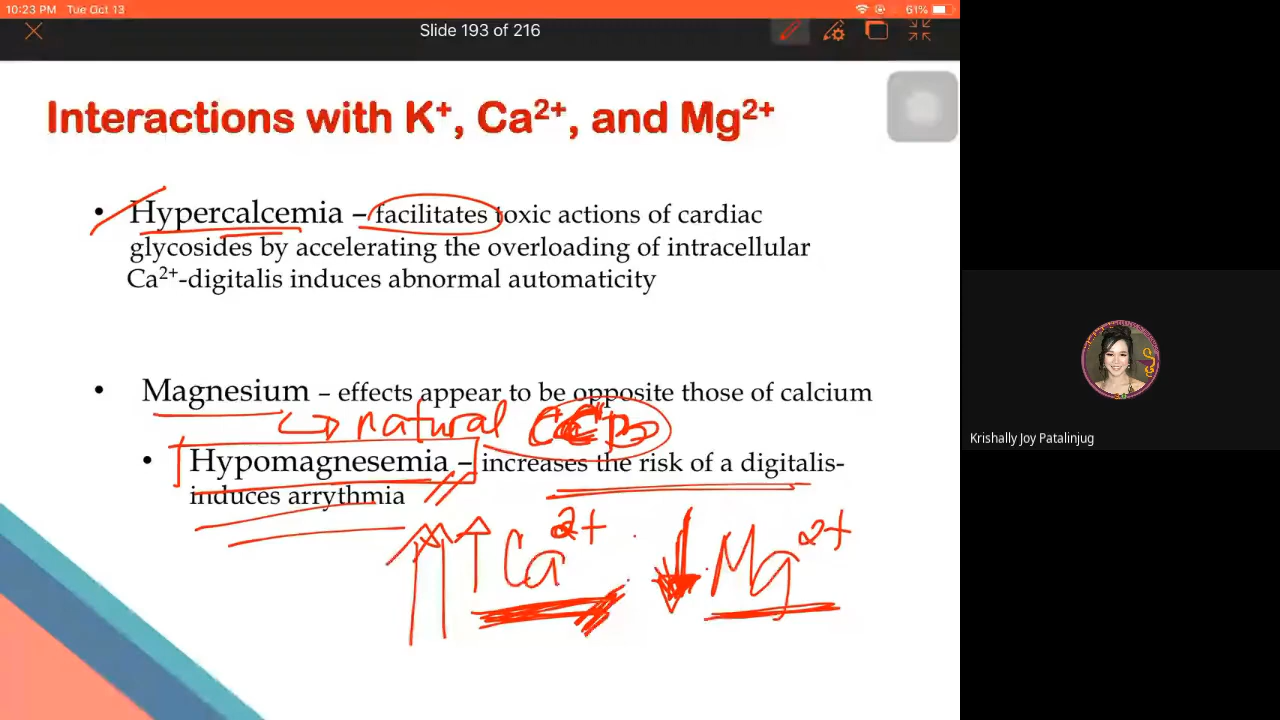 10:23 PM Tue Oct 13
61%
Slide 193 of 216
Interactions with K+, Ca2+, and Mg2+
• Hypercalcemia – facilitates toxic actions of cardiac
glycosides by accelerating the overloading of intracellular
Ca2+-digitalis induces abnormal automaticity
• Magnesium – effects appear to be opposite those of calcium
natural CCB
• Hypomagnesemia – increases the risk of a digitalis-
induces arrythmia
↑ Ca2+ ↓ Mg2+
Krishally Joy Patalinjug